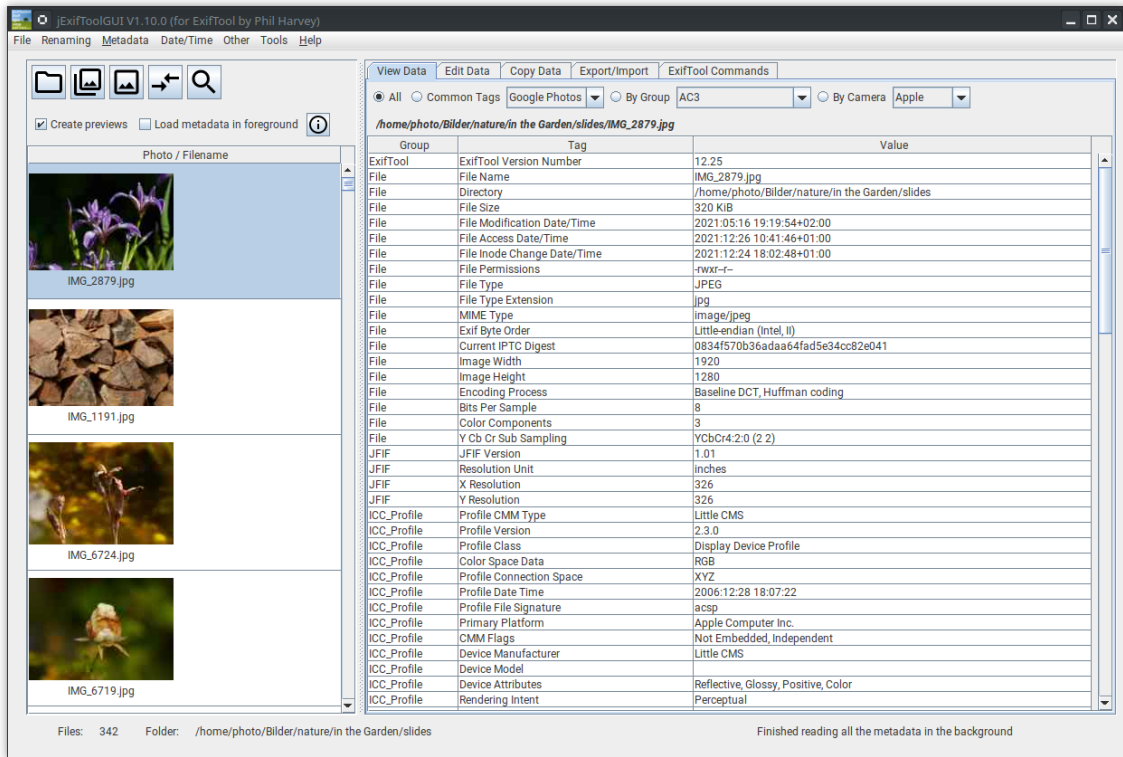 jExifToolGUI V1.10.0 (for ExifTool by Phil Harvey)
File Renaming Metadata Date/Time Other Tools Help
View Data Edit Data Copy Data Export/Import ExifTool Commands
All Common Tags Google Photos By Group AC3 By Camera Apple
Create previews Load metadata in foreground
/home/photo/Bilder/nature/in the Garden/slides/IMG_2879.jpg
Photo / Filename
IMG_2879.jpg
IMG_1191.jpg
IMG_6724.jpg
IMG_6719.jpg
Group Tag Value
ExifTool ExifTool Version Number 12.25
File File Name IMG_2879.jpg
File Directory /home/photo/Bilder/nature/in the Garden/slides
File File Size 320 KiB
File File Modification Date/Time 2021:05:16 19:19:54+02:00
File File Access Date/Time 2021:12:26 10:41:46+01:00
File File Inode Change Date/Time 2021:12:24 18:02:48+01:00
File File Permissions -rwxr--r--
File File Type JPEG
File File Type Extension jpg
File MIME Type image/jpeg
File Exif Byte Order Little-endian (Intel, II)
File Current IPTC Digest 0834f570b36adaa64fad5e34cc82e041
File Image Width 1920
File Image Height 1280
File Encoding Process Baseline DCT, Huffman coding
File Bits Per Sample 8
File Color Components 3
File Y Cb Cr Sub Sampling YCbCr4:2:0 (2 2)
JFIF JFIF Version 1.01
JFIF Resolution Unit inches
JFIF X Resolution 326
JFIF Y Resolution 326
ICC_Profile Profile CMM Type Little CMS
ICC_Profile Profile Version 2.3.0
ICC_Profile Profile Class Display Device Profile
ICC_Profile Color Space Data RGB
ICC_Profile Profile Connection Space XYZ
ICC_Profile Profile Date Time 2006:12:28 18:07:22
ICC_Profile Profile File Signature acsp
ICC_Profile Primary Platform Apple Computer Inc.
ICC_Profile CMM Flags Not Embedded, Independent
ICC_Profile Device Manufacturer Little CMS
ICC_Profile Device Model
ICC_Profile Device Attributes Reflective, Glossy, Positive, Color
ICC_Profile Rendering Intent Perceptual
Files: 342 Folder: /home/photo/Bilder/nature/in the Garden/slides Finished reading all the metadata in the background